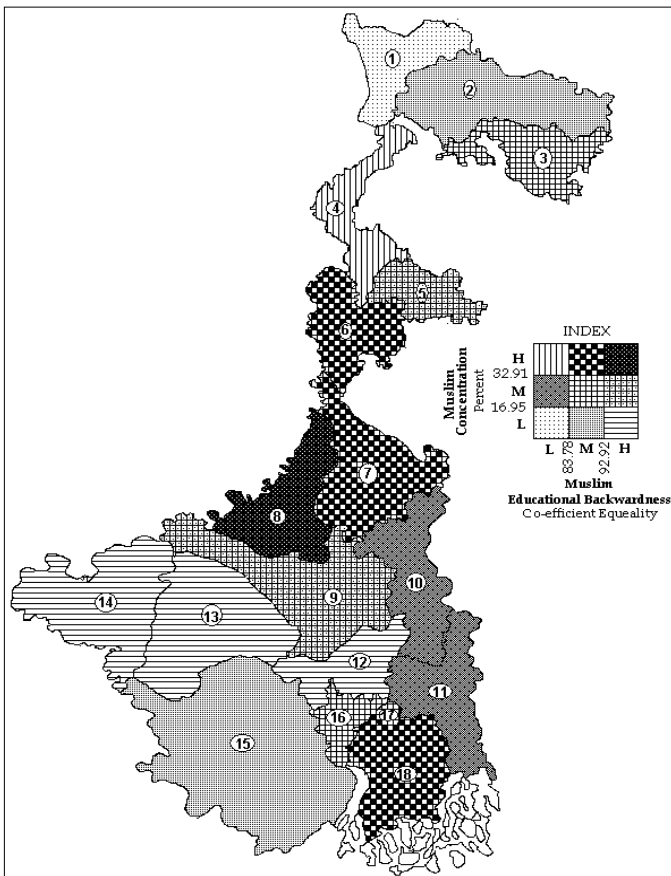 1
2
3
4
5
6
7
8
9
10
11
12
13
14
15
16
17
18
INDEX
Muslim
Concentration
Percent
H
32.91
M
16.95
L
L
83.78
M
92.92
H
Muslim
Educational Backwardness
Co-efficient Equeality